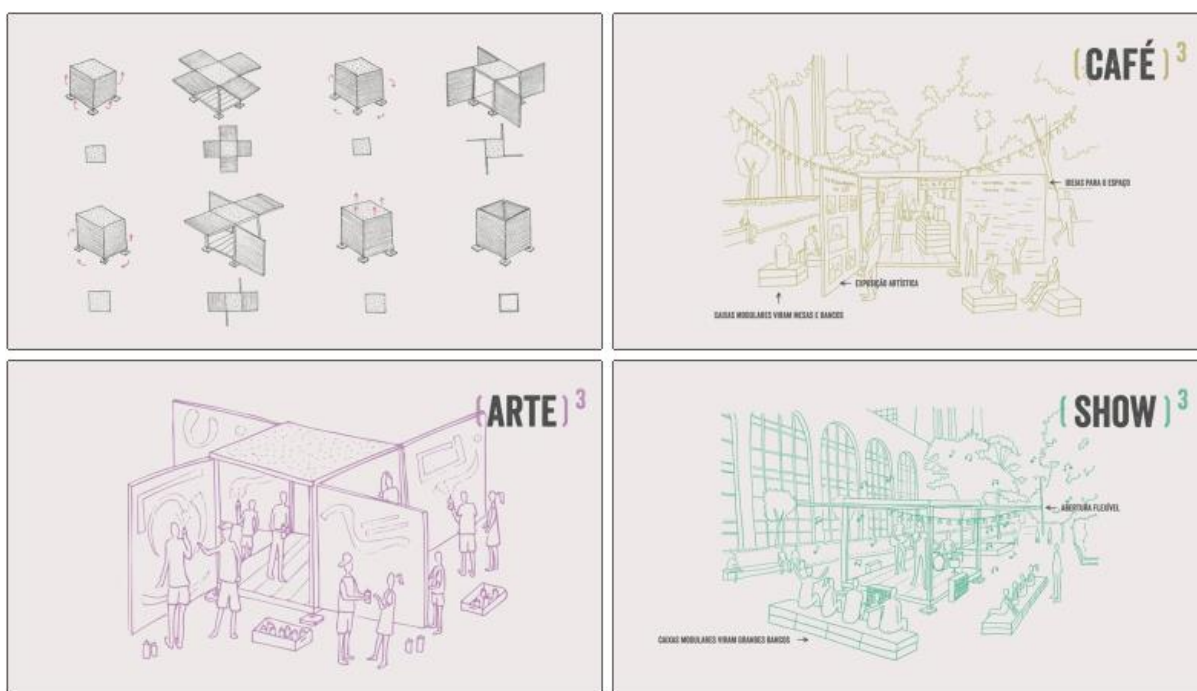 ( CAFÉ ) 3
IDEIAS PARA O ESPAÇO
EXPOSIÇÃO ARTÍSTICA
CAIXAS MODULARES VIRAM MESAS E BANCOS
( ARTE ) 3
( SHOW ) 3
ABERTURA FLEXÍVEL
CAIXAS MODULARES VIRAM GRANDES BANCOS